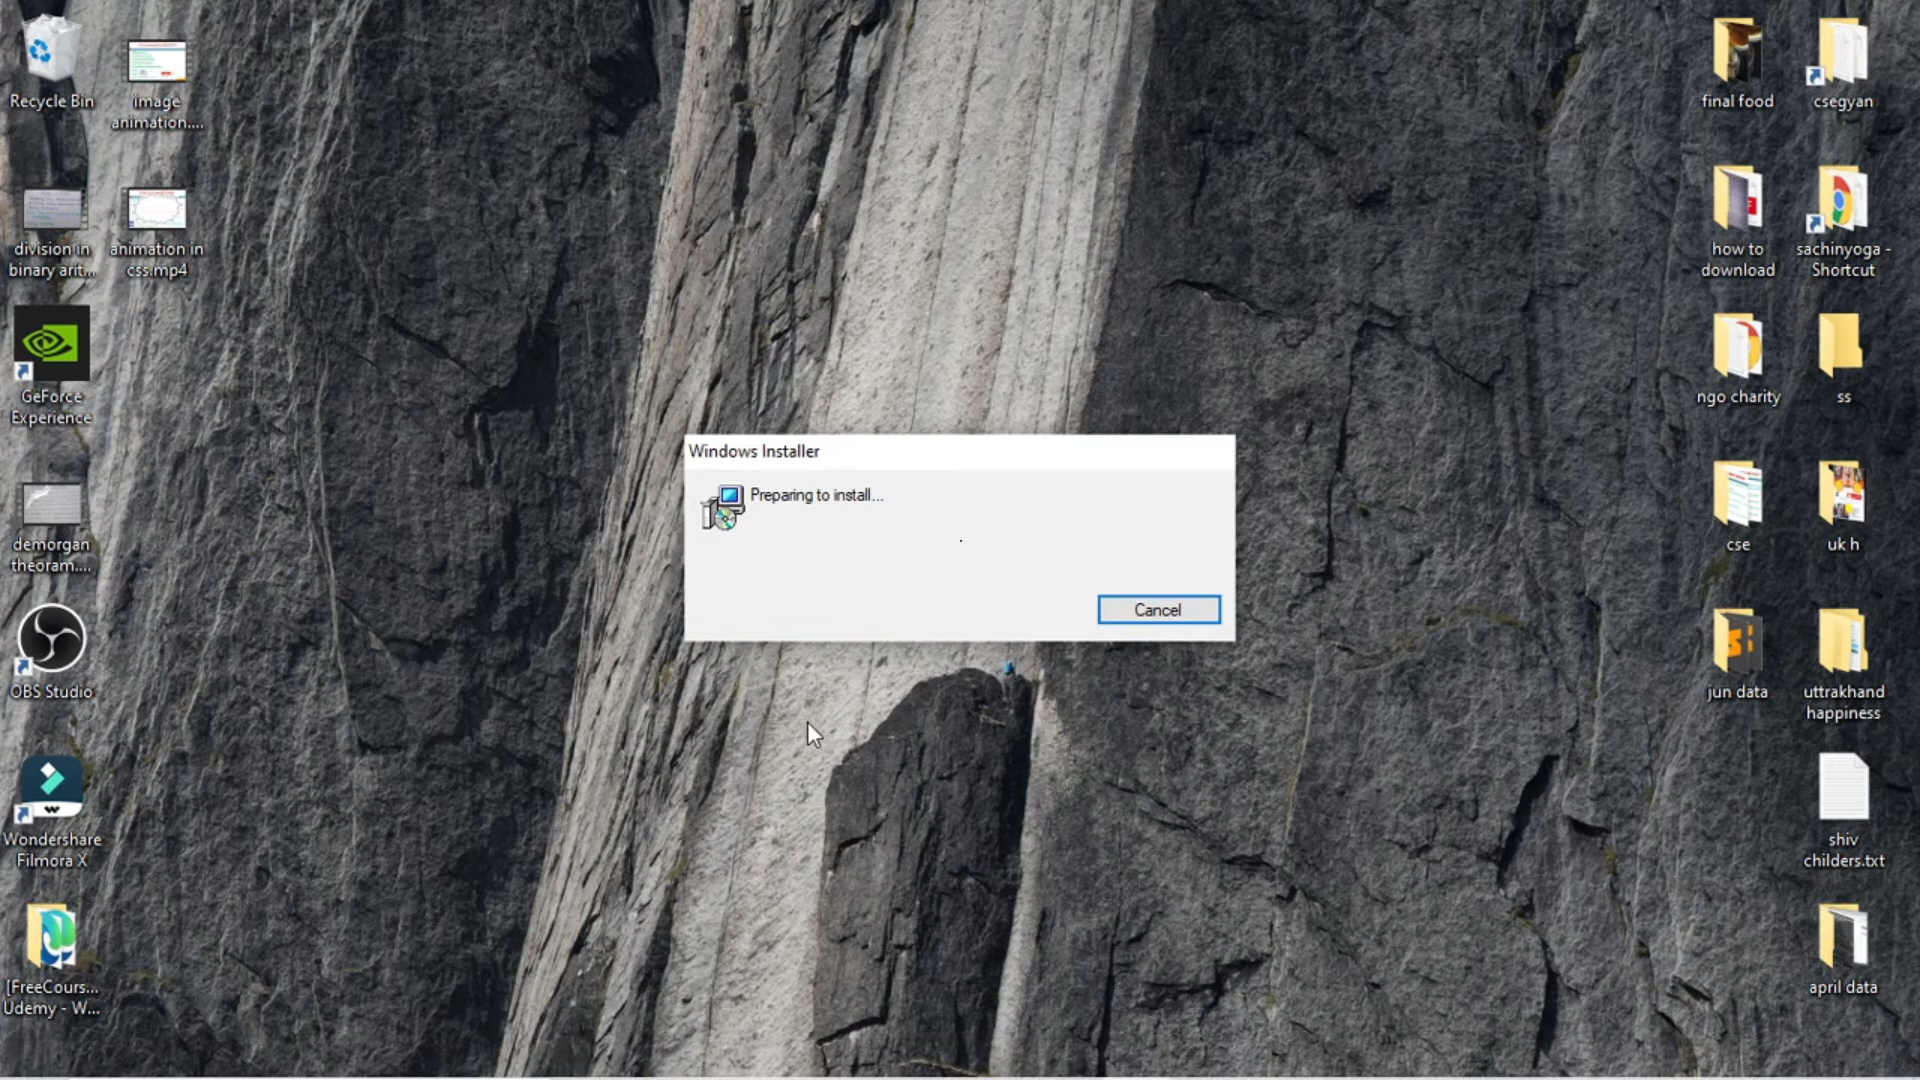 Recycle Bin
image
animation....
division in
binary arit...
animation in
css.mp4
GeForce
Experience
demorgan
theoram....
OBS Studio
Wondershare
Filmora X
[FreeCours...
Udemy - W...
Windows Installer
Preparing to install...
Cancel
final food
csegyan
how to
download
sachinyoga -
Shortcut
ngo charity
ss
cse
uk h
jun data
uttrakhand
happiness
shiv
childers.txt
april data